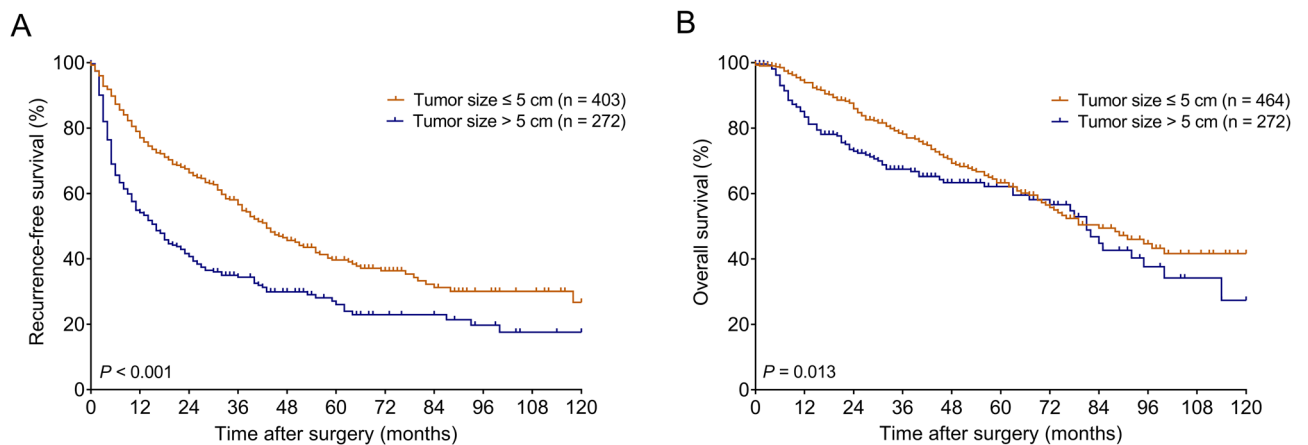 A
Recurrence-free survival (%)
100
80
60
40
20
0
Tumor size ≤ 5 cm (n = 403)
Tumor size > 5 cm (n = 272)
P < 0.001
0 12 24 36 48 60 72 84 96 108 120
Time after surgery (months)
B
Overall survival (%)
100
80
60
40
20
0
Tumor size ≤ 5 cm (n = 464)
Tumor size > 5 cm (n = 272)
P = 0.013
0 12 24 36 48 60 72 84 96 108 120
Time after surgery (months)